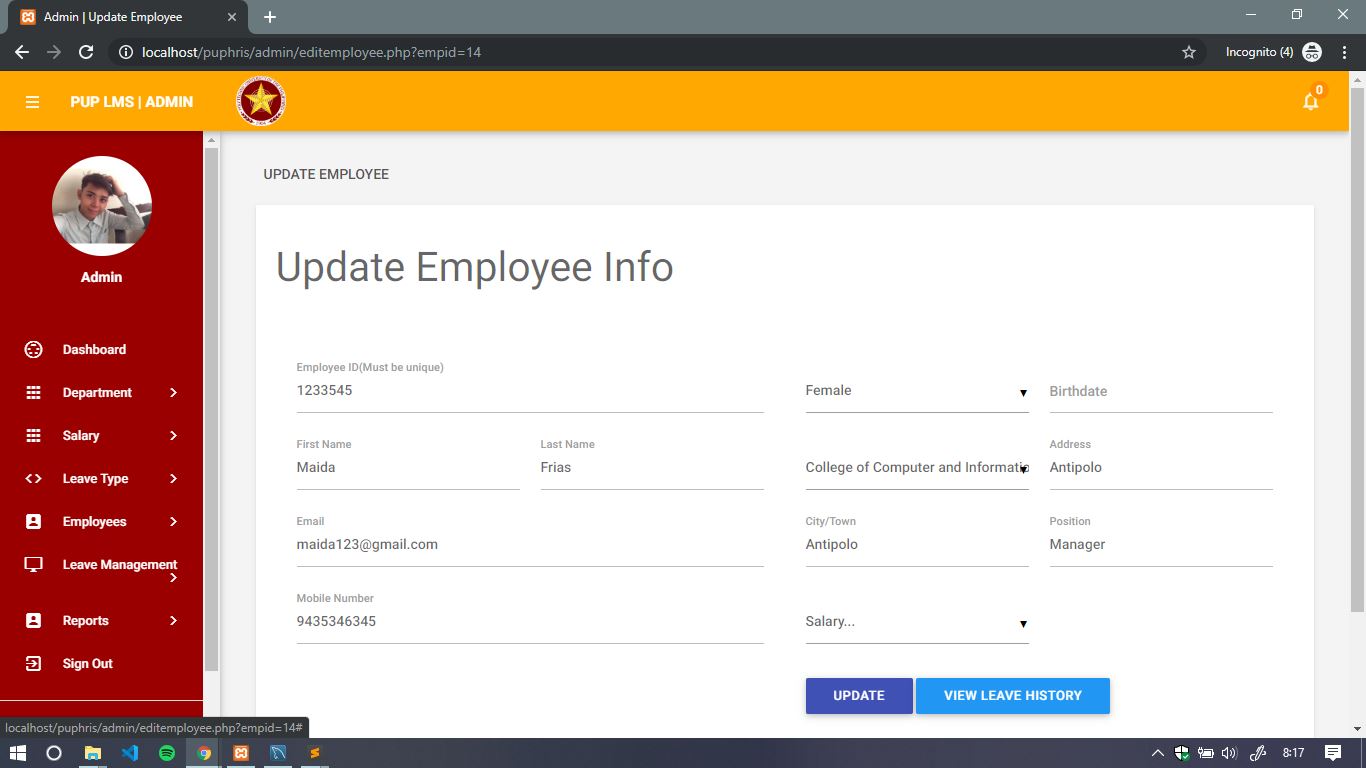 Admin | Update Employee
localhost/puphris/admin/editemployee.php?empid=14
Incognito (4)
PUP LMS | ADMIN
0
Admin
Dashboard
Department
Salary
Leave Type
Employees
Leave Management
Reports
Sign Out
UPDATE EMPLOYEE
Update Employee Info
Employee ID(Must be unique)
1233545
Female
Birthdate
First Name
Last Name
Address
Maida
Frias
College of Computer and Informatio
Antipolo
Email
City/Town
Position
maida123@gmail.com
Antipolo
Manager
Mobile Number
9435346345
Salary...
UPDATE
VIEW LEAVE HISTORY
localhost/puphris/admin/editemployee.php?empid=14#
8:17